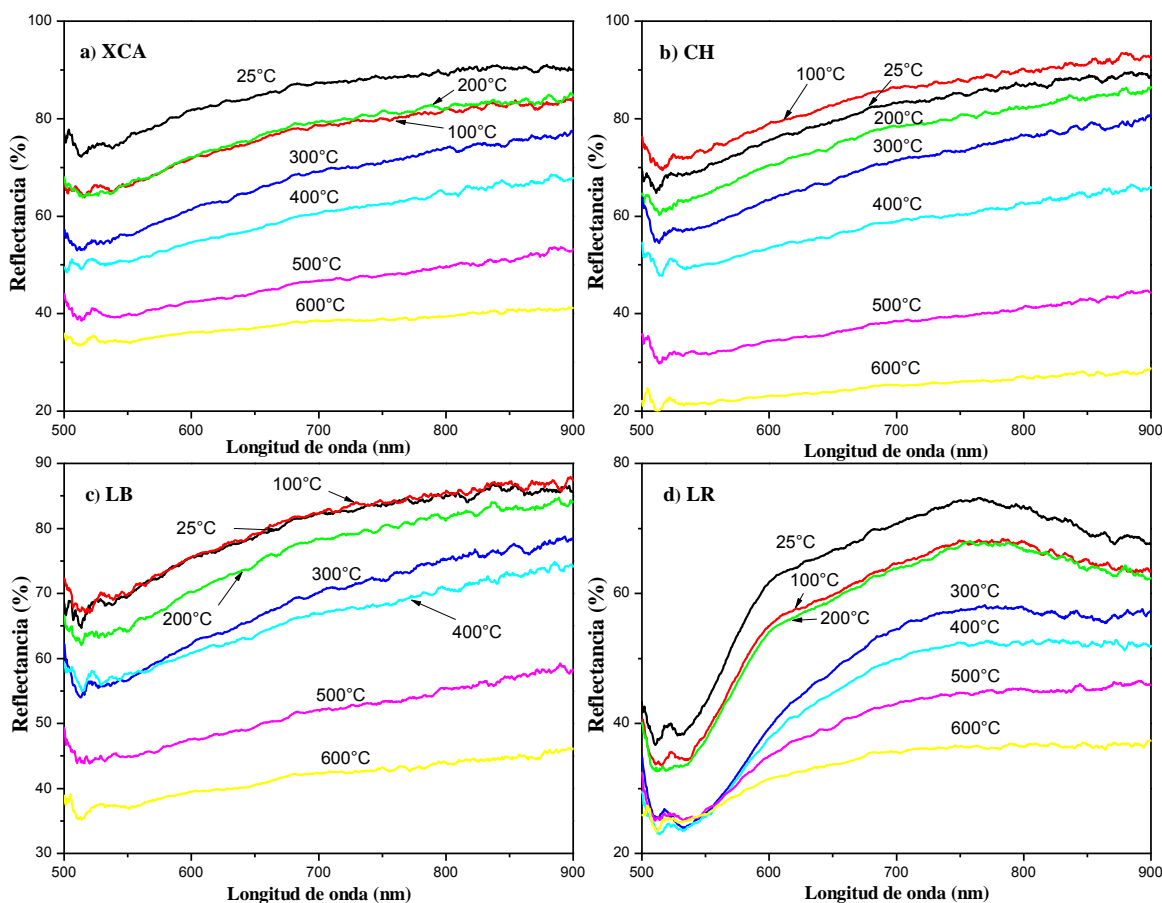 a) XCA
100
80
60
40
20
Reflectancia (%)
25°C
200°C
100°C
300°C
400°C
500°C
600°C
500 600 700 800 900
Longitud de onda (nm)
b) CH
100
80
60
40
20
Reflectancia (%)
100°C
25°C
200°C
300°C
400°C
500°C
600°C
500 600 700 800 900
Longitud de onda (nm)
c) LB
90
80
70
60
50
40
30
Reflectancia (%)
100°C
25°C
200°C
300°C
400°C
500°C
600°C
500 600 700 800 900
Longitud de onda (nm)
d) LR
80
60
40
20
Reflectancia (%)
25°C
100°C
200°C
300°C
400°C
500°C
600°C
500 600 700 800 900
Longitud de onda (nm)